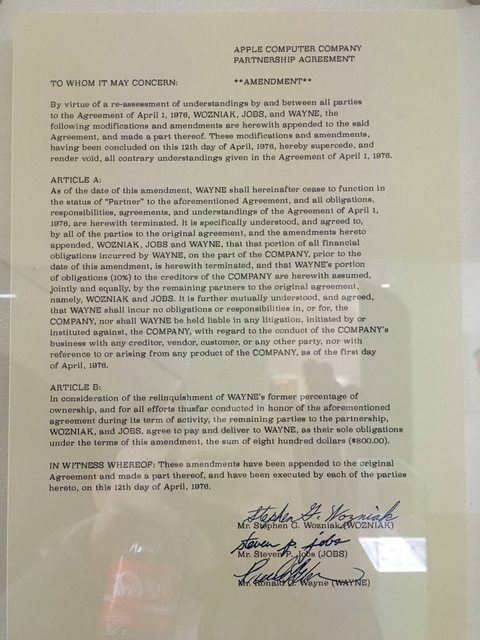 APPLE COMPUTER COMPANY
PARTNERSHIP AGREEMENT
TO WHOM IT MAY CONCERN: **AMENDMENT**
By virtue of a re-assessment of understandings by and between all parties
to the Agreement of April 1, 1976, WOZNIAK, JOBS, and WAYNE, the
following modifications and amendments are herewith appended to the said
Agreement, and made a part thereof. These modifications and amendments,
having been concluded on this 12th day of April, 1976, hereby supercede, and
render void, all contrary understandings given in the Agreement of April 1, 1976.
ARTICLE A:
As of the date of this amendment, WAYNE shall hereinafter cease to function in
the status of "Partner" to the aforementioned Agreement, and all obligations,
responsibilities, agreements, and understandings of the Agreement of April 1,
1976, are herewith terminated. It is specifically understood, and agreed to,
by all of the parties to the original agreement, and the amendments hereto
appended, WOZNIAK, JOBS and WAYNE, that that portion of all financial
obligations incurred by WAYNE, on the part of the COMPANY, prior to the
date of this amendment, is herewith terminated, and that WAYNE's portion
of obligations (10%) to the creditors of the COMPANY are herewith assumed,
jointly and equally, by the remaining partners to the original agreement,
namely, WOZNIAK and JOBS. It is further mutually understood, and agreed,
that WAYNE shall incur no obligations or responsibilities in, or for, the
COMPANY, nor shall WAYNE be held liable in any litigation, initiated by or
instituted against, the COMPANY, with regard to the conduct of the COMPANY's
business with any creditor, vendor, customer, or any other party, nor with
reference to or arising from any product of the COMPANY, as of the first day
of April, 1976.
ARTICLE B:
In consideration of the relinquishment of WAYNE's former percentage of
ownership, and for all efforts thusfar conducted in honor of the aforementioned
agreement during its term of activity, the remaining parties to the partnership,
WOZNIAK, and JOBS, agree to pay and deliver to WAYNE, as their sole obligations
under the terms of this amendment, the sum of eight hundred dollars ($800.00).
IN WITNESS WHEREOF: These amendments have been appended to the original
Agreement and made a part thereof, and have been executed by each of the parties
hereto, on this 12th day of April, 1976.
Stephen G. Wozniak
Mr. Stephen G. Wozniak (WOZNIAK)
steven p. jobs
Mr. Steven P. Jobs (JOBS)
Mr. Ronald G. Wayne (WAYNE)